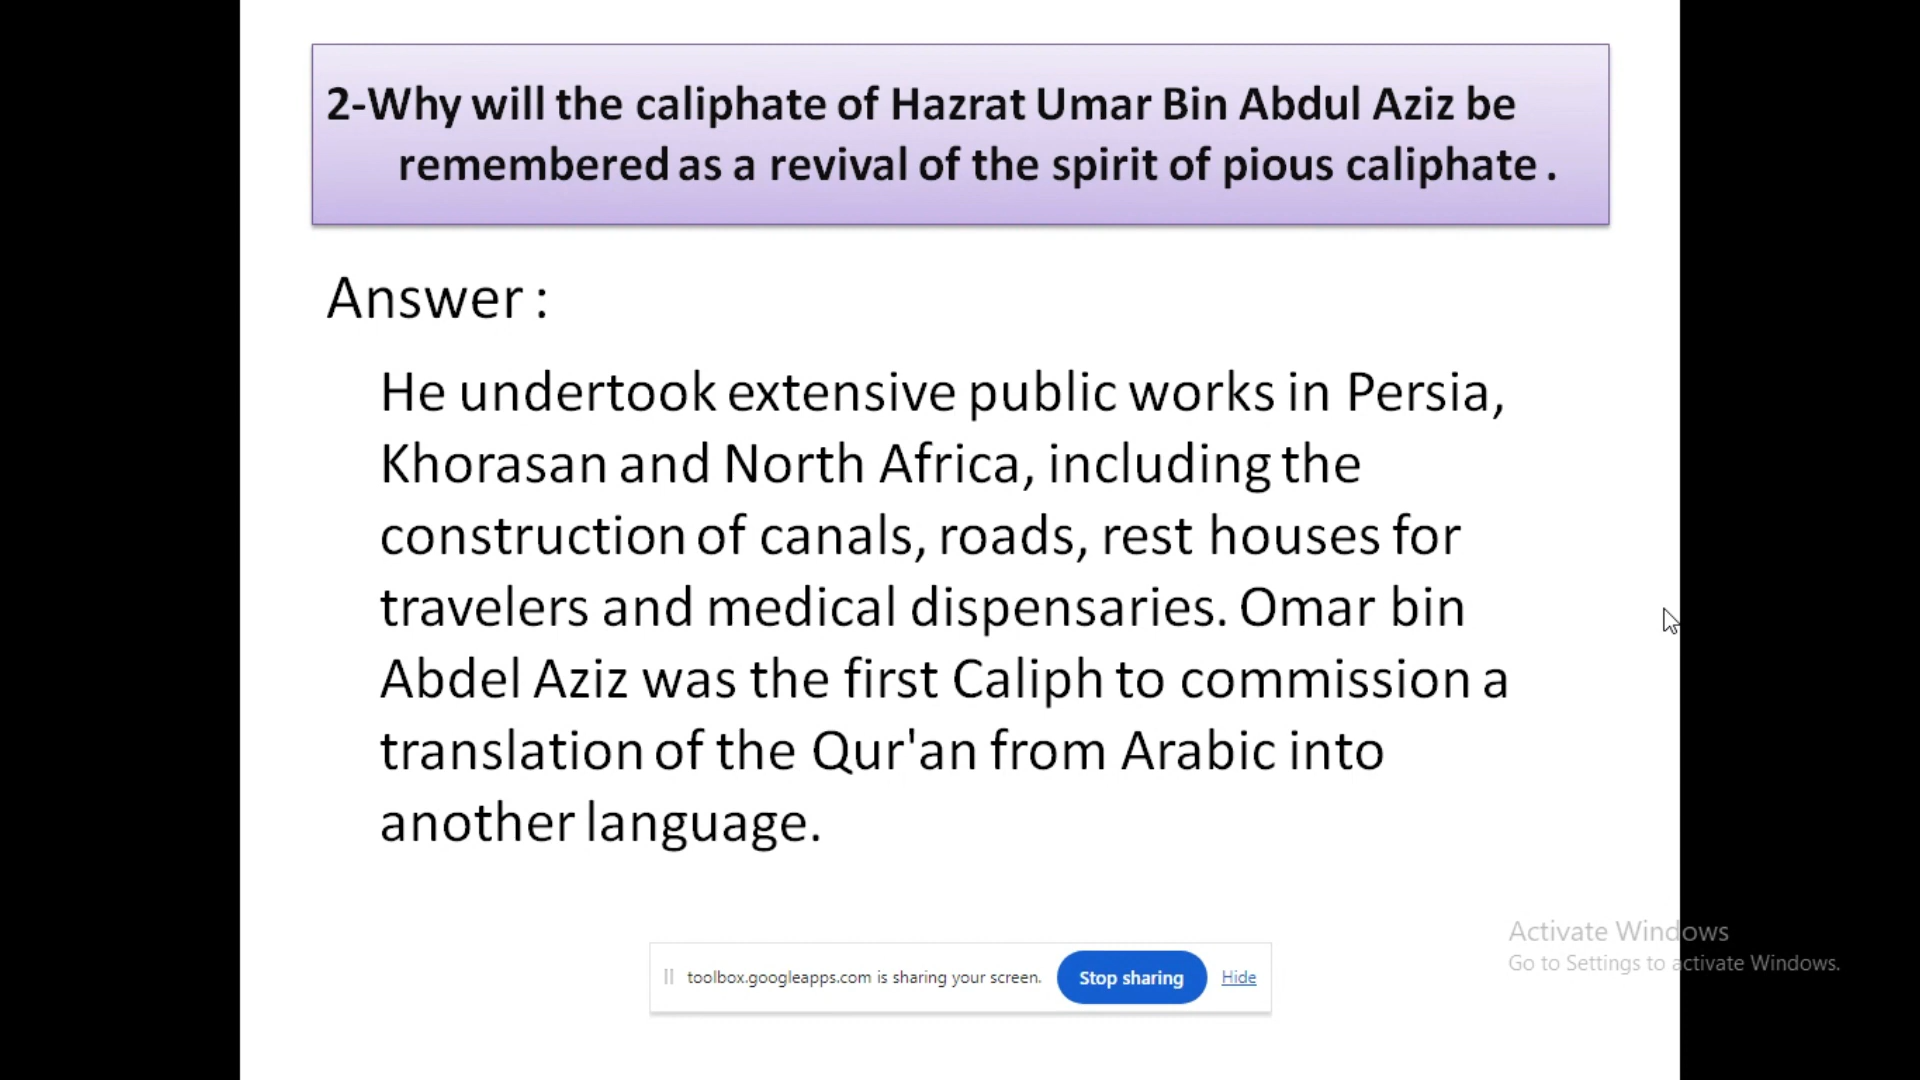 2-Why will the caliphate of Hazrat Umar Bin Abdul Aziz be
remembered as a revival of the spirit of pious caliphate .
Answer :
He undertook extensive public works in Persia,
Khorasan and North Africa, including the
construction of canals, roads, rest houses for
travelers and medical dispensaries. Omar bin
Abdel Aziz was the first Caliph to commission a
translation of the Qur'an from Arabic into
another language.
Activate Windows
Go to Settings to activate Windows.
toolbox.googleapps.com is sharing your screen. Stop sharing Hide